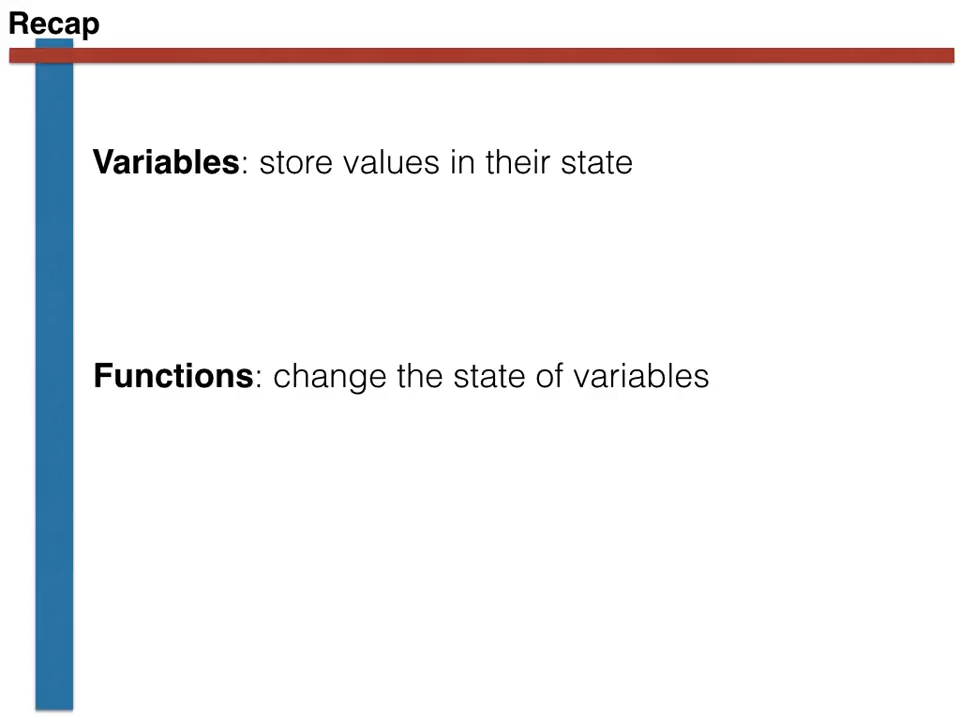 Recap
Variables: store values in their state
Functions: change the state of variables